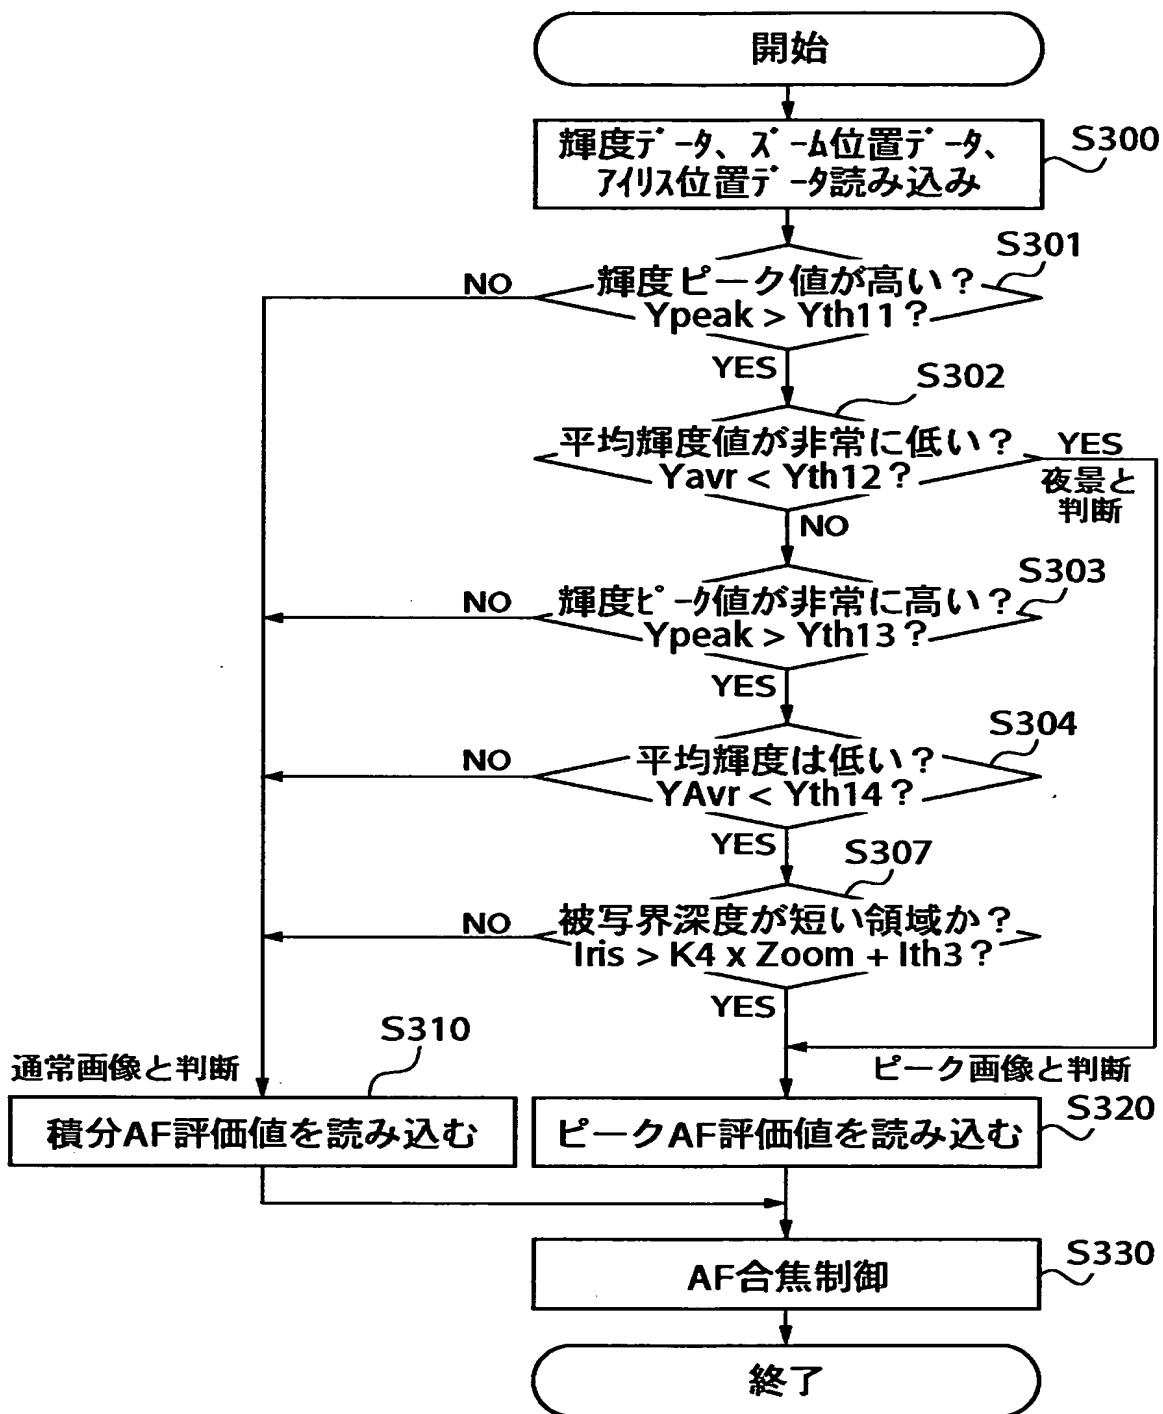 開始
輝度データ、ズーム位置データ、
アイリス位置データ読み込み
S300
S301
輝度ピーク値が高い？
Ypeak > Yth11？
NO
YES
S302
平均輝度値が非常に低い？
Yavr < Yth12？
YES
夜景と
判断
NO
S303
輝度ピーク値が非常に高い？
Ypeak > Yth13？
NO
YES
S304
平均輝度は低い？
YAvr < Yth14？
NO
YES
S307
被写界深度が短い領域か？
Iris > K4 x Zoom + Ith3？
NO
YES
S310
通常画像と判断
ピーク画像と判断
積分AF評価値を読み込む
ピークAF評価値を読み込む
S320
AF合焦制御
S330
終了